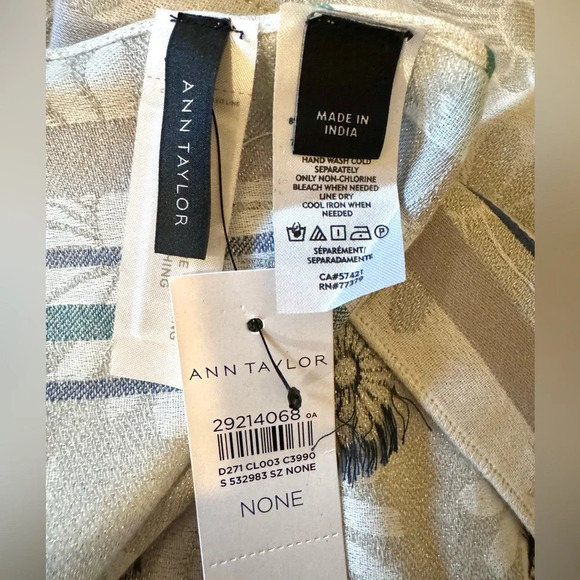 ANN TAYLOR
MADE IN
INDIA
HAND WASH COLD
SEPARATELY
ONLY NON-CHLORINE
BLEACH WHEN NEEDED
LINE DRY
COOL IRON WHEN
NEEDED
SÉPARÉMENT/
SEPARADAMENTE
CA#57421
RN#77379
ANN TAYLOR
29214068 0A
D271 CL003 C3990
S 532983 SZ NONE
NONE